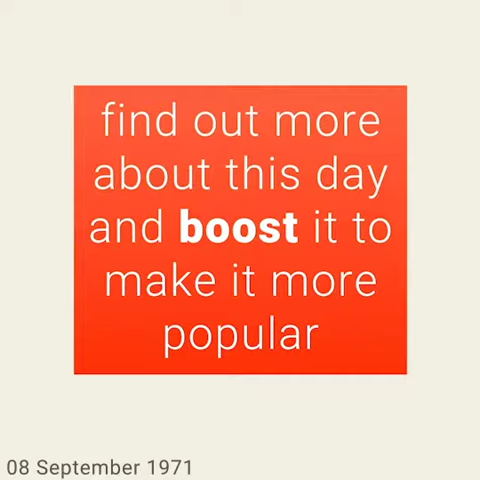 find out more
about this day
and boost it to
make it more
popular
08 September 1971